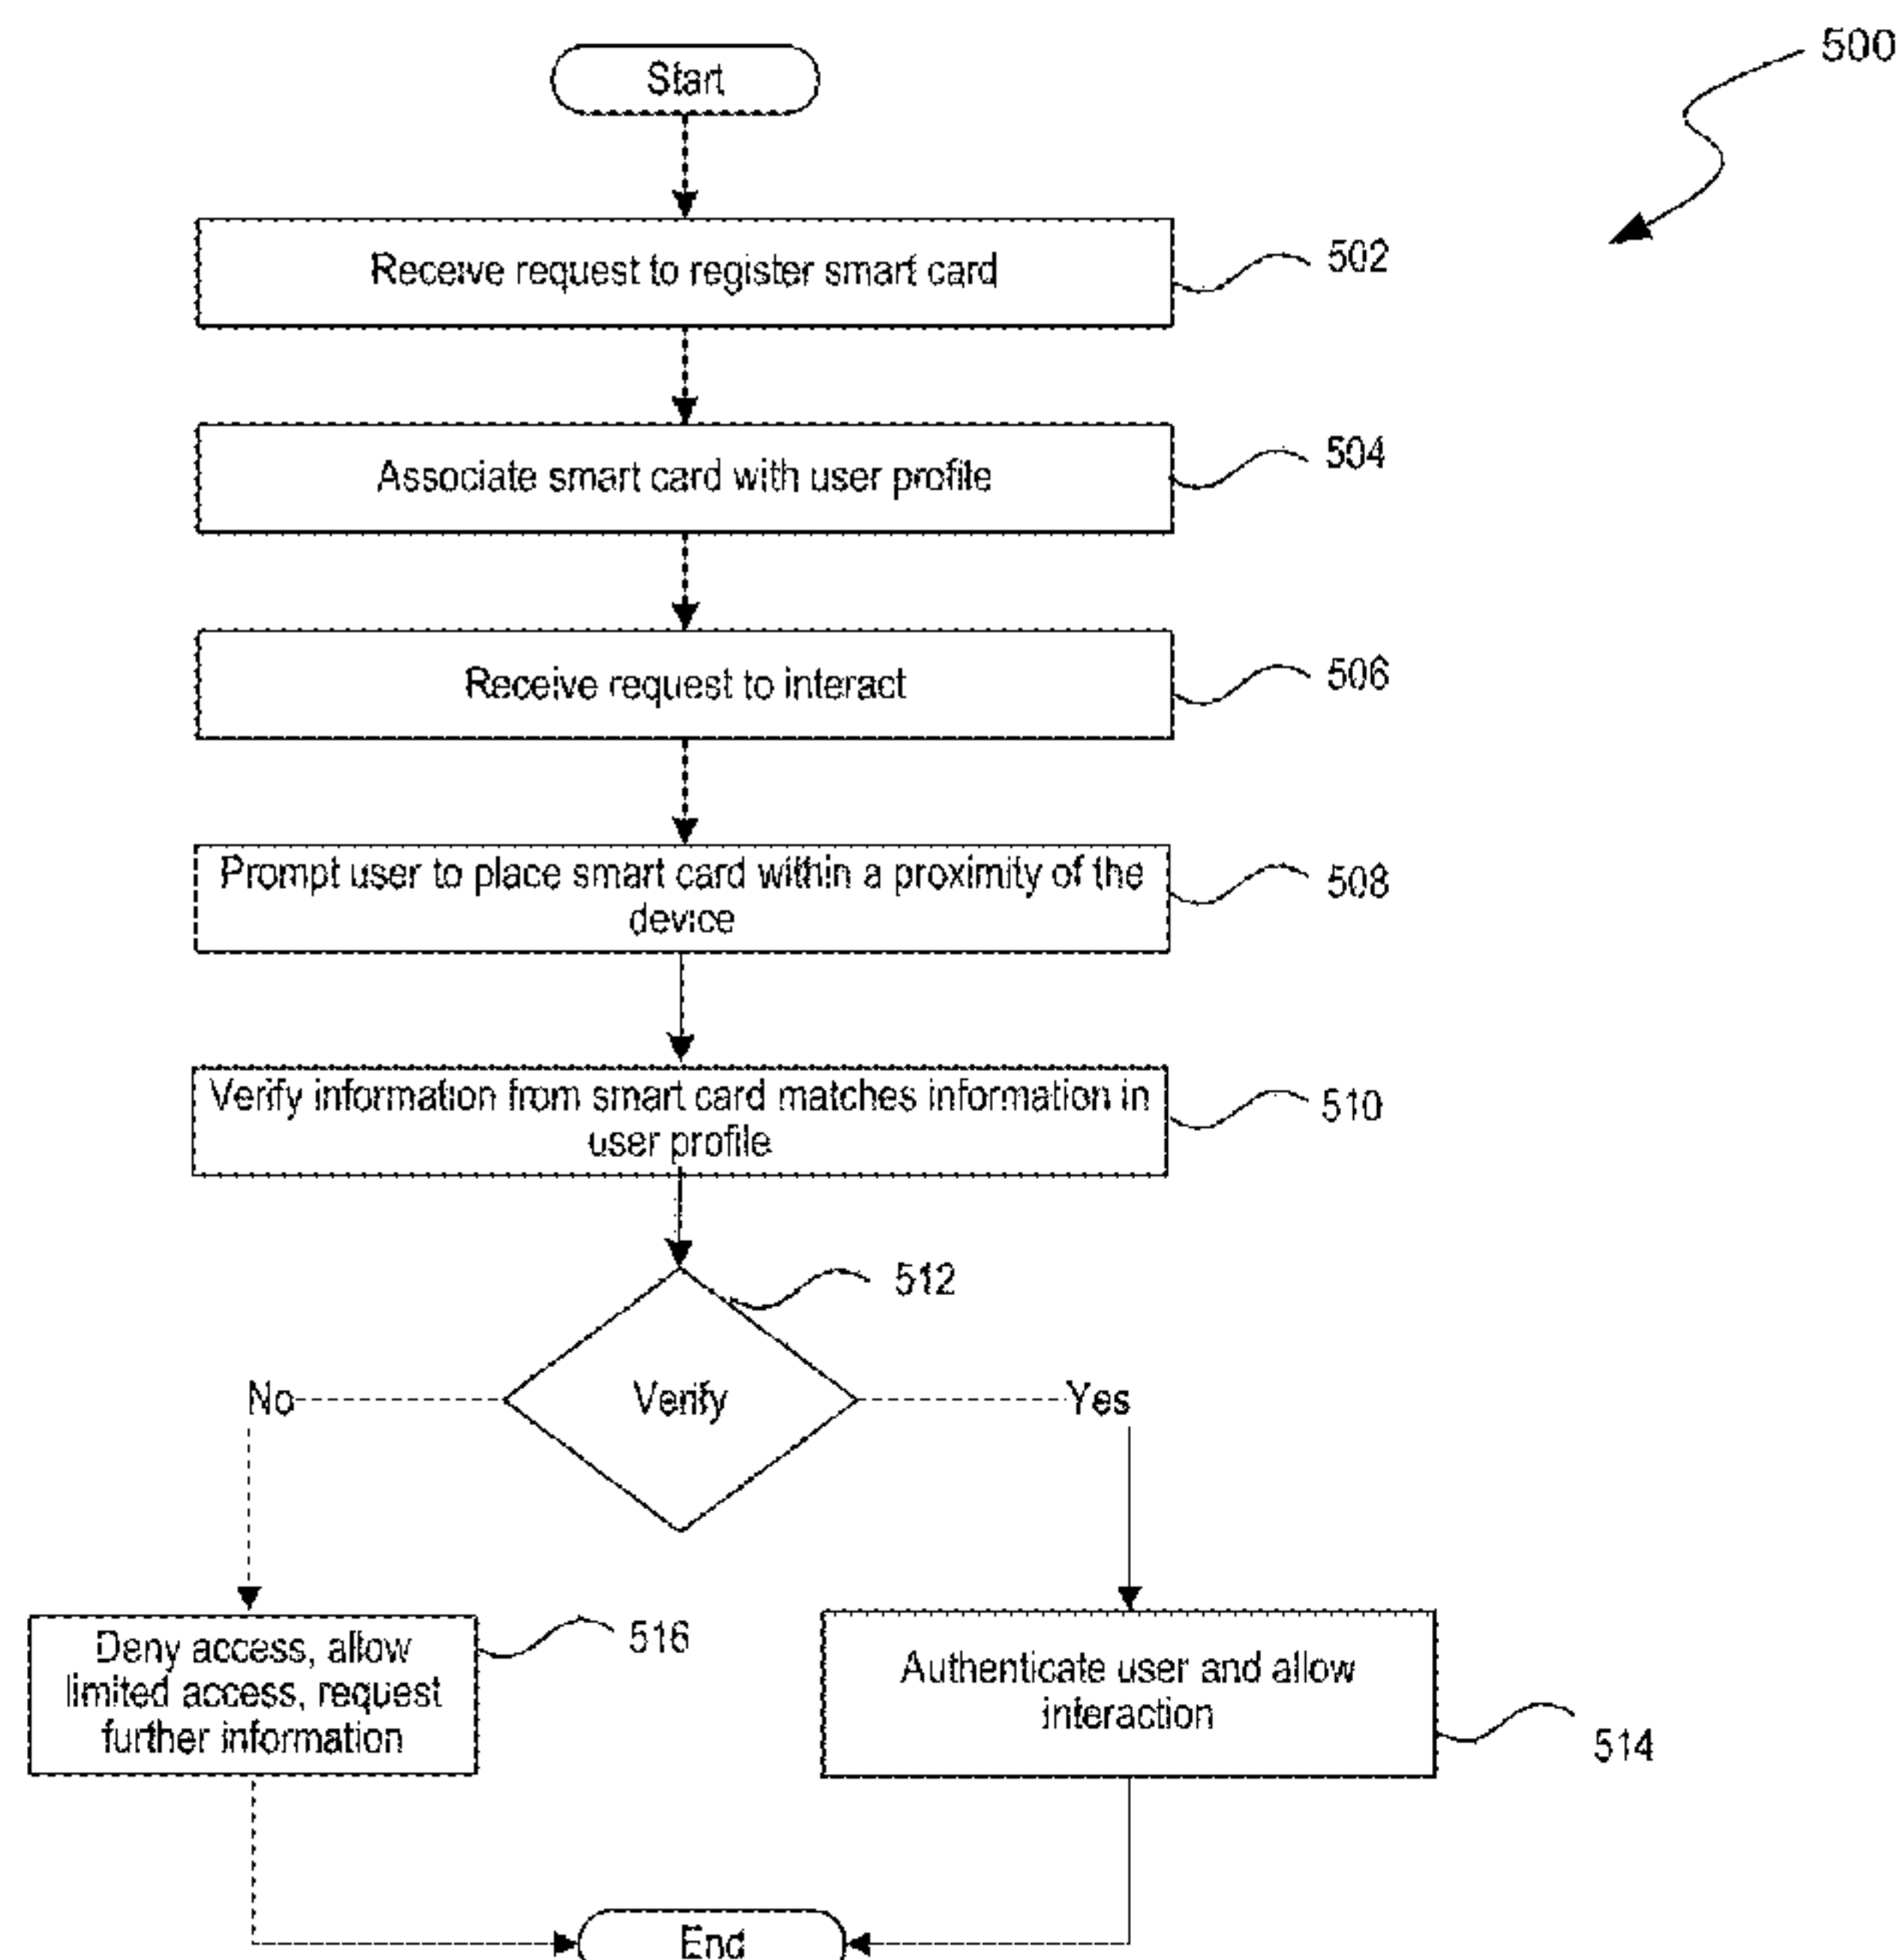 500
Start
Receive request to register smart card
502
Associate smart card with user profile
504
Receive request to interact
506
Prompt user to place smart card within a proximity of the
device
508
Verify information from smart card matches information in
user profile
510
512
No
Verify
Yes
Deny access, allow
limited access, request
further information
516
Authenticate user and allow
interaction
514
End